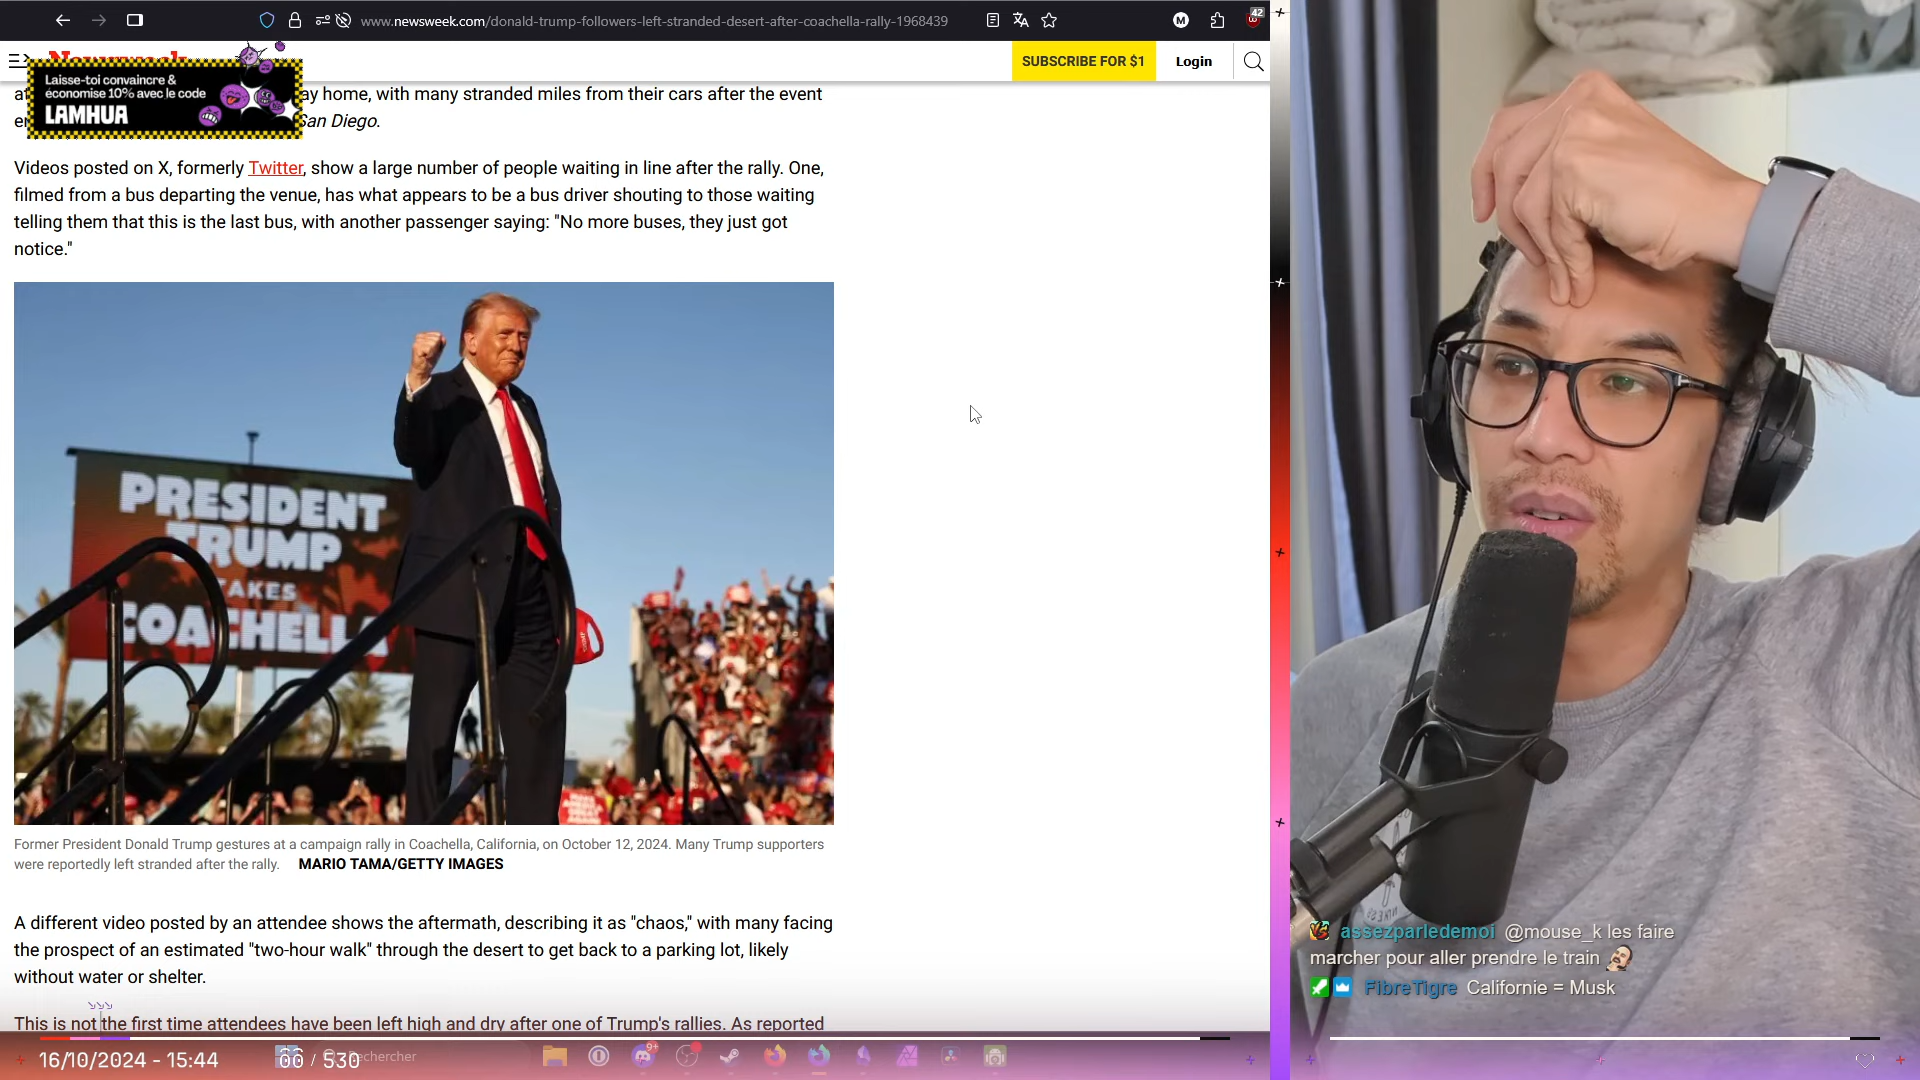 www.newsweek.com/donald-trump-followers-left-stranded-desert-after-coachella-rally-1968439
M
42
SUBSCRIBE FOR $1
Login
Laisse-toi convaincre &
économise 10% avec le code
LAMHUA
ay home, with many stranded miles from their cars after the event
San Diego.
Videos posted on X, formerly Twitter, show a large number of people waiting in line after the rally. One,
filmed from a bus departing the venue, has what appears to be a bus driver shouting to those waiting
telling them that this is the last bus, with another passenger saying: "No more buses, they just got
notice."
PRESIDENT
TRUMP
TAKES
COACHELLA
Former President Donald Trump gestures at a campaign rally in Coachella, California, on October 12, 2024. Many Trump supporters
were reportedly left stranded after the rally. MARIO TAMA/GETTY IMAGES
A different video posted by an attendee shows the aftermath, describing it as "chaos," with many facing
the prospect of an estimated "two-hour walk" through the desert to get back to a parking lot, likely
without water or shelter.
This is not the first time attendees have been left high and dry after one of Trump's rallies. As reported
16/10/2024 - 15:44
/ 530
echercher
9+
assezparledemoi @mouse_k les faire
marcher pour aller prendre le train
FibreTigre Californie = Musk